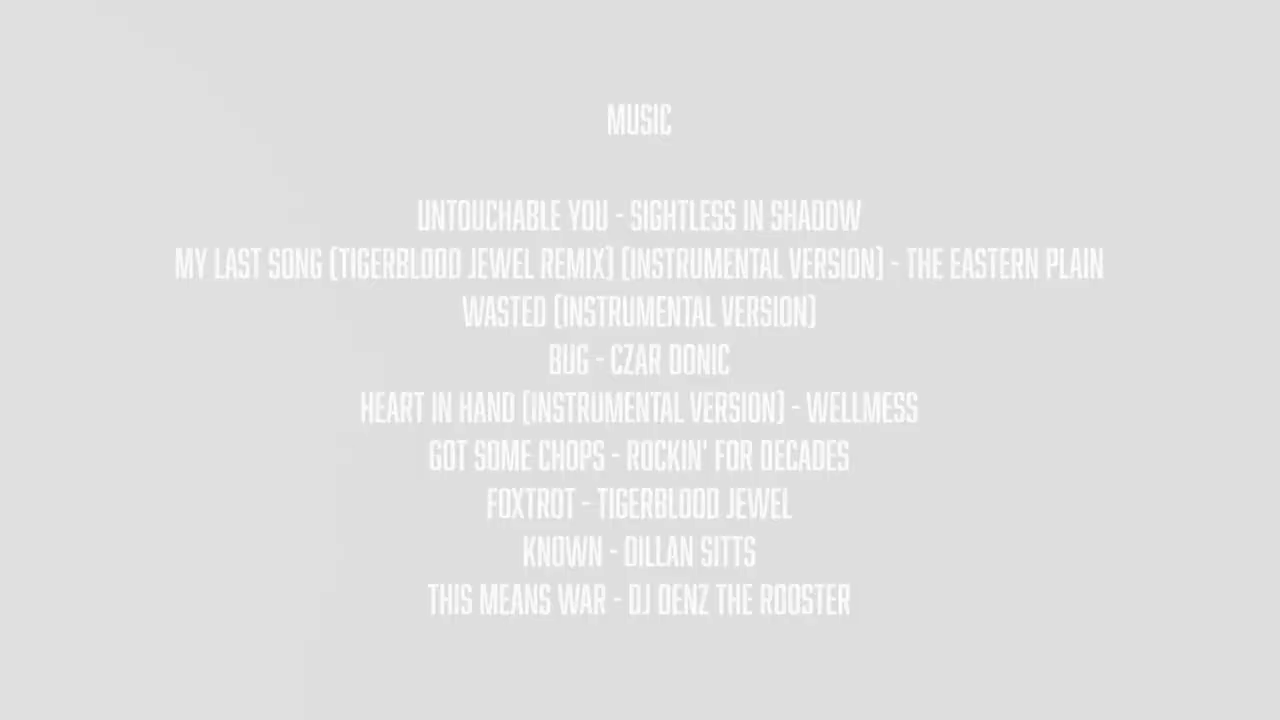 MUSIC
UNTOUCHABLE YOU - SIGHTLESS IN SHADOW
MY LAST SONG (TIGERBLOOD JEWEL REMIX) (INSTRUMENTAL VERSION) - THE EASTERN PLAIN
WASTED (INSTRUMENTAL VERSION)
BUG - CZAR DONIC
HEART IN HAND (INSTRUMENTAL VERSION) - WELLMESS
GOT SOME CHOPS - ROCKIN' FOR DECADES
FOXTROT - TIGERBLOOD JEWEL
KNOWN - DILLAN SITTS
THIS MEANS WAR - DJ DENZ THE ROOSTER